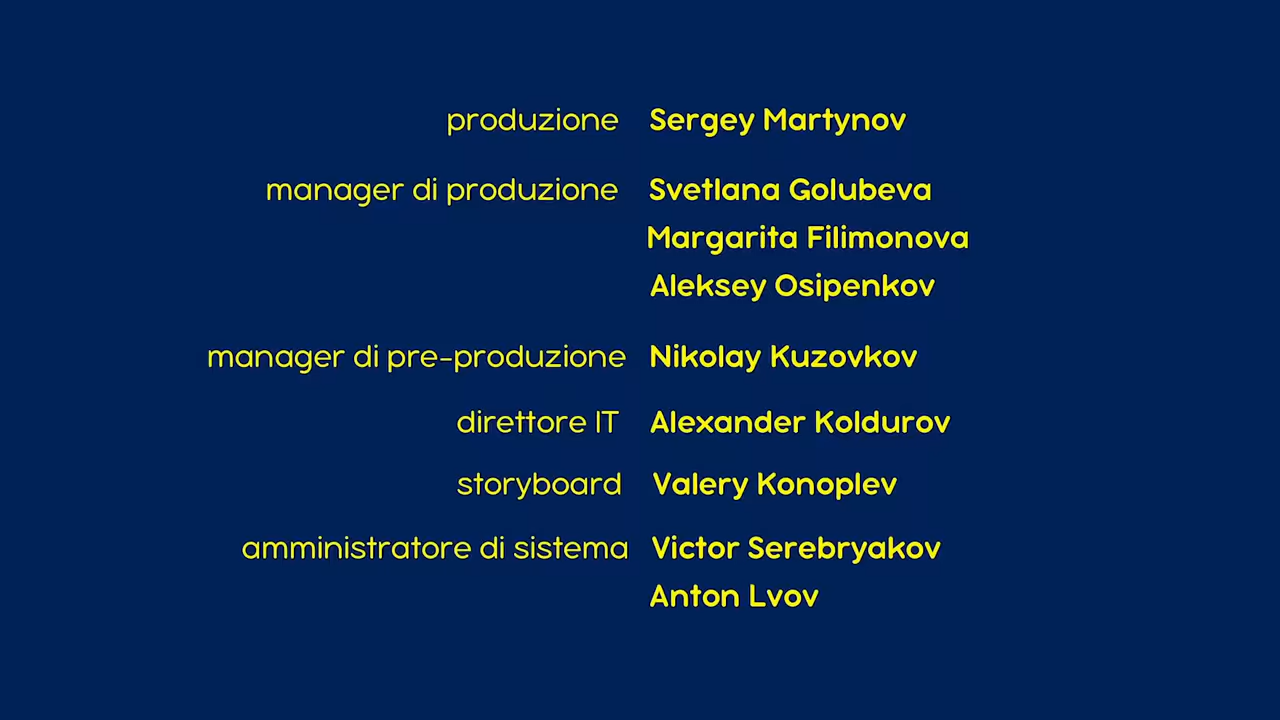 produzione Sergey Martynov
manager di produzione Svetlana Golubeva
Margarita Filimonova
Aleksey Osipenkov
manager di pre-produzione Nikolay Kuzovkov
direttore IT Alexander Koldurov
storyboard Valery Konoplev
amministratore di sistema Victor Serebryakov
Anton Lvov